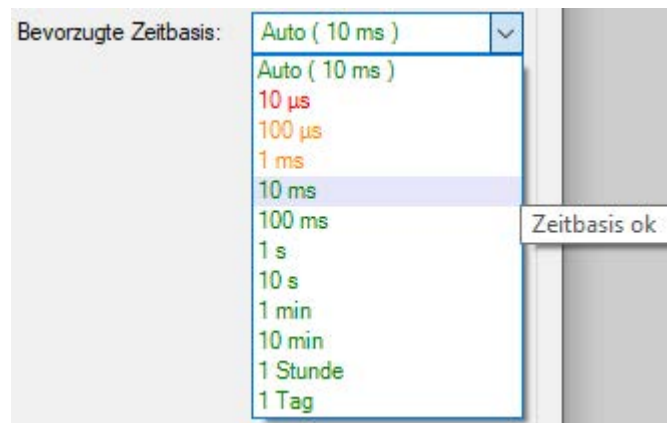 Bevorzugte Zeitbasis: Auto ( 10 ms )
Auto ( 10 ms )
10 µs
100 µs
1 ms
10 ms
100 ms
Zeitbasis ok
1 s
10 s
1 min
10 min
1 Stunde
1 Tag